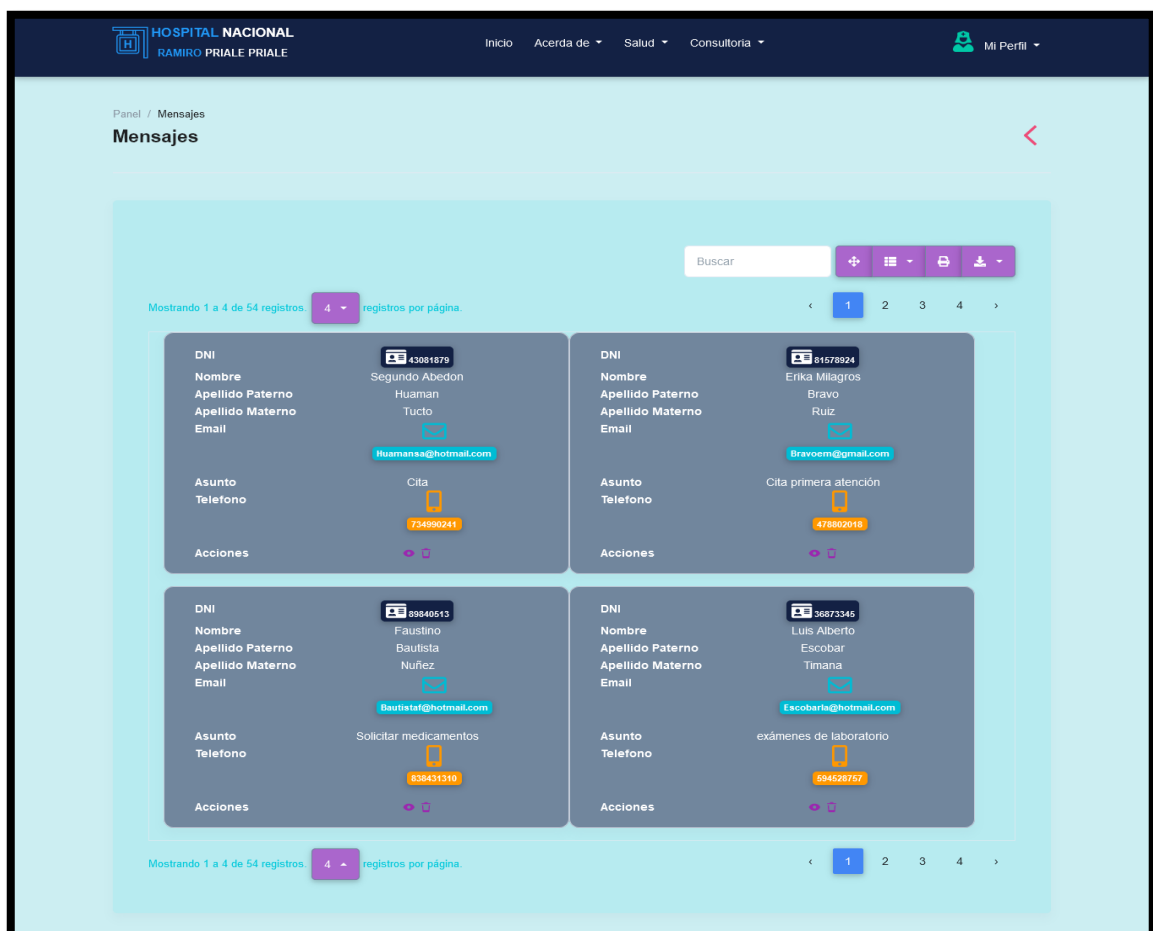 HOSPITAL NACIONAL
RAMIRO PRIALE PRIALE
H
Inicio Acerda de Salud Consultoria Mi Perfil
Panel / Mensajes
Mensajes
Buscar
Mostrando 1 a 4 de 54 registros. 4 registros por página.
‹ 1 2 3 4 ›
DNI 43081879
Nombre Segundo Abedon
Apellido Paterno Huaman
Apellido Materno Tucto
Email
Huamansa@hotmail.com
Asunto Cita
Telefono
734990241
Acciones
DNI 81578924
Nombre Erika Milagros
Apellido Paterno Bravo
Apellido Materno Ruiz
Email
Bravoem@gmail.com
Asunto Cita primera atención
Telefono
478802018
Acciones
DNI 89840513
Nombre Faustino
Apellido Paterno Bautista
Apellido Materno Nuñez
Email
Bautistaf@hotmail.com
Asunto Solicitar medicamentos
Telefono
838431310
Acciones
DNI 36873345
Nombre Luis Alberto
Apellido Paterno Escobar
Apellido Materno Timana
Email
Escobarla@hotmail.com
Asunto exámenes de laboratorio
Telefono
594528757
Acciones
Mostrando 1 a 4 de 54 registros. 4 registros por página.
‹ 1 2 3 4 ›